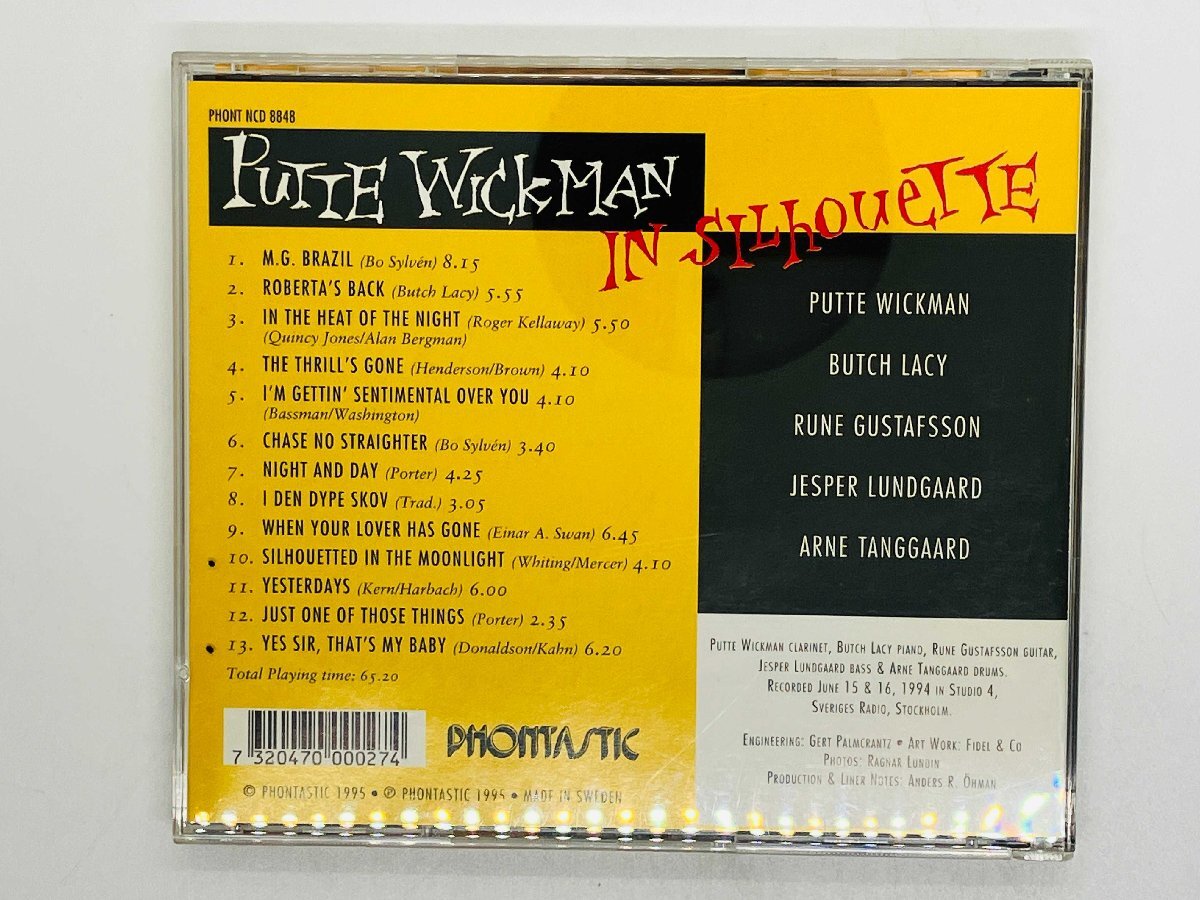 PHONT NCD 8848
PUTTE WICKMAN
IN SILHOUETTE
1. M.G. BRAZIL (Bo Sylvén) 8.15
2. ROBERTA'S BACK (Butch Lacy) 5.55
3. IN THE HEAT OF THE NIGHT (Roger Kellaway) 5.50
(Quincy Jones/Alan Bergman)
4. THE THRILL'S GONE (Henderson/Brown) 4.10
5. I'M GETTIN' SENTIMENTAL OVER YOU 4.10
(Bassman/Washington)
6. CHASE NO STRAIGHTER (Bo Sylvén) 3.40
7. NIGHT AND DAY (Porter) 4.25
8. I DEN DYPE SKOV (Trad.) 3.05
9. WHEN YOUR LOVER HAS GONE (Einar A. Swan) 6.45
10. SILHOUETTED IN THE MOONLIGHT (Whiting/Mercer) 4.10
11. YESTERDAYS (Kern/Harbach) 6.00
12. JUST ONE OF THOSE THINGS (Porter) 2.35
13. YES SIR, THAT'S MY BABY (Donaldson/Kahn) 6.20
Total Playing time: 65.20
7 320470 000274
PHONTASTIC
© PHONTASTIC 1995 • ℗ PHONTASTIC 1995 • MADE IN SWEDEN
PUTTE WICKMAN
BUTCH LACY
RUNE GUSTAFSSON
JESPER LUNDGAARD
ARNE TANGGAARD
PUTTE WICKMAN CLARINET, BUTCH LACY PIANO, RUNE GUSTAFSSON GUITAR,
JESPER LUNDGAARD BASS & ARNE TANGGAARD DRUMS.
RECORDED JUNE 15 & 16, 1994 IN STUDIO 4,
SVERIGES RADIO, STOCKHOLM.
ENGINEERING: GERT PALMCRANTZ • ART WORK: FIDEL & CO
PHOTOS: RAGNAR LUNDIN
PRODUCTION & LINER NOTES: ANDERS R. ÖHMAN